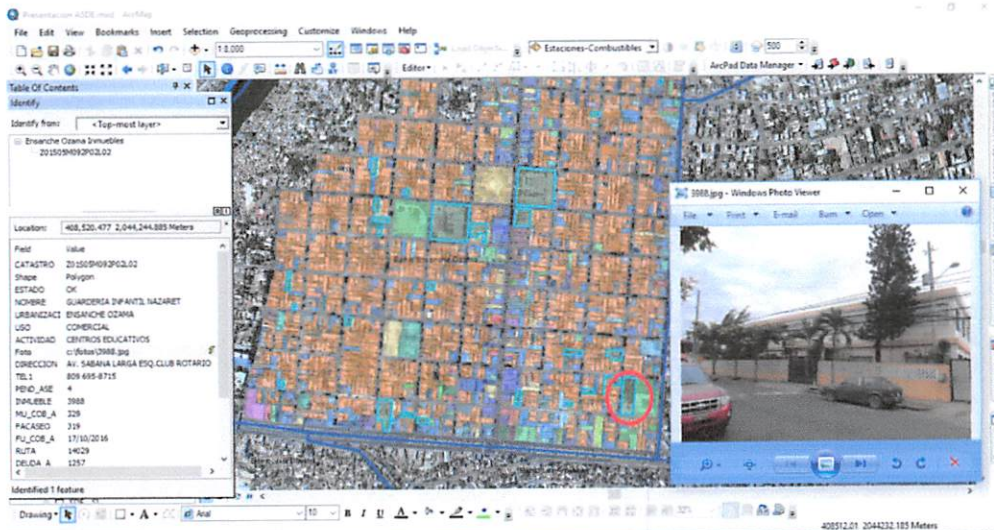 Presentacion ASDE.mxd - ArcMap
File Edit View Bookmarks Insert Selection Geoprocessing Customize Windows Help
1:8,000
Estaciones-Combustibles
500
Editor
ArcPad Data Manager
Table Of Contents
Identify
Identify from: <Top-most layer>
Ensanche Ozama Inmuebles
Z01S05M092P02L02
Location: 408,520.477 2,044,244.885 Meters
Field Value
CATASTRO Z01S05M092P02L02
Shape Polygon
ESTADO OK
NOMBRE GUARDERIA INFANTIL NAZARET
URBANIZACI ENSANCHE OZAMA
USO COMERCIAL
ACTIVIDAD CENTROS EDUCATIVOS
Foto c:\fotos\3988.jpg
DIRECCION AV. SABANA LARGA ESQ.CLUB ROTARIO
TEL1 809 695-8715
PEND_ASE 4
INMUEBLE 3988
MU_COB_A 329
PACASEO 319
FU_COB_A 17/10/2016
RUTA 14029
DEUDA_A 1257
Identified 1 feature
3988.jpg - Windows Photo Viewer
File Print E-mail Burn Open
Drawing
A
Arial
10
B I U A
408512.01 2044232.185 Meters